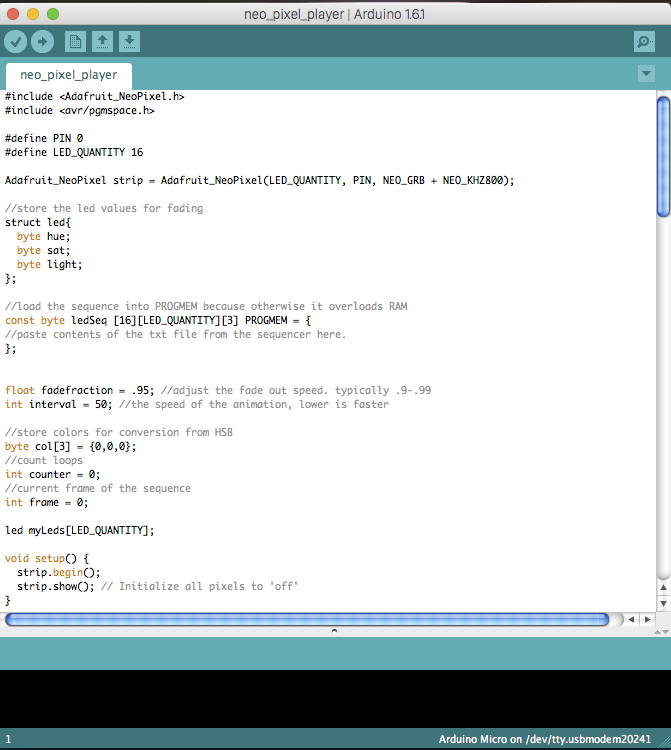 neo_pixel_player | Arduino 1.6.1
neo_pixel_player
#include <Adafruit_NeoPixel.h>
#include <avr/pgmspace.h>
#define PIN 0
#define LED_QUANTITY 16
Adafruit_NeoPixel strip = Adafruit_NeoPixel(LED_QUANTITY, PIN, NEO_GRB + NEO_KHZ800);
//store the led values for fading
struct led{
  byte hue;
  byte sat;
  byte light;
};
//load the sequence into PROGMEM because otherwise it overloads RAM
const byte ledSeq [16][LED_QUANTITY][3] PROGMEM = {
//paste contents of the txt file from the sequencer here.
};
float fadefraction = .95; //adjust the fade out speed. typically .9-.99
int interval = 50; //the speed of the animation, lower is faster
//store colors for conversion from HSB
byte col[3] = {0,0,0};
//count loops
int counter = 0;
//current frame of the sequence
int frame = 0;
led myLeds[LED_QUANTITY];
void setup() {
  strip.begin();
  strip.show(); // Initialize all pixels to 'off'
}
1
Arduino Micro on /dev/tty.usbmodem20241